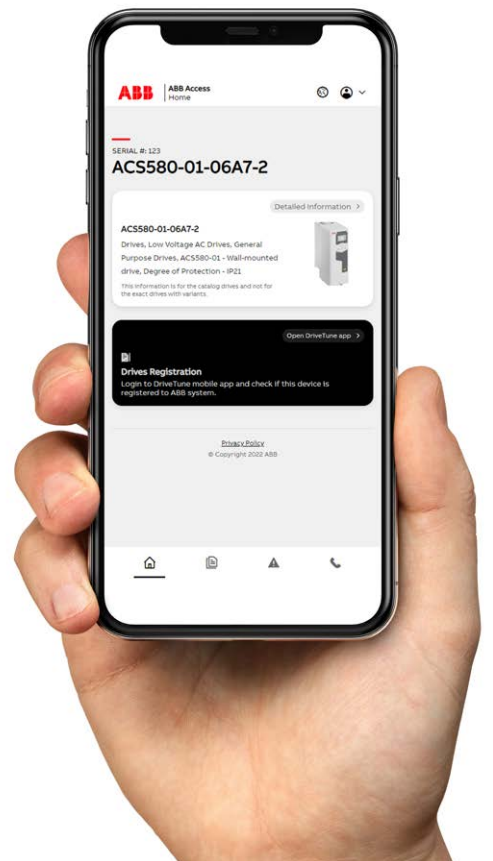 ABB
ABB Access
Home
SERIAL #: 123
ACS580-01-06A7-2
Detailed Information >
ACS580-01-06A7-2
Drives, Low Voltage AC Drives, General
Purpose Drives, ACS580-01 - Wall-mounted
drive, Degree of Protection - IP21
This information is for the catalog drives and not for
the exact drives with variants.
Open DriveTune app >
Drives Registration
Login to DriveTune mobile app and check if this device is
registered to ABB system.
Privacy Policy
© Copyright 2022 ABB